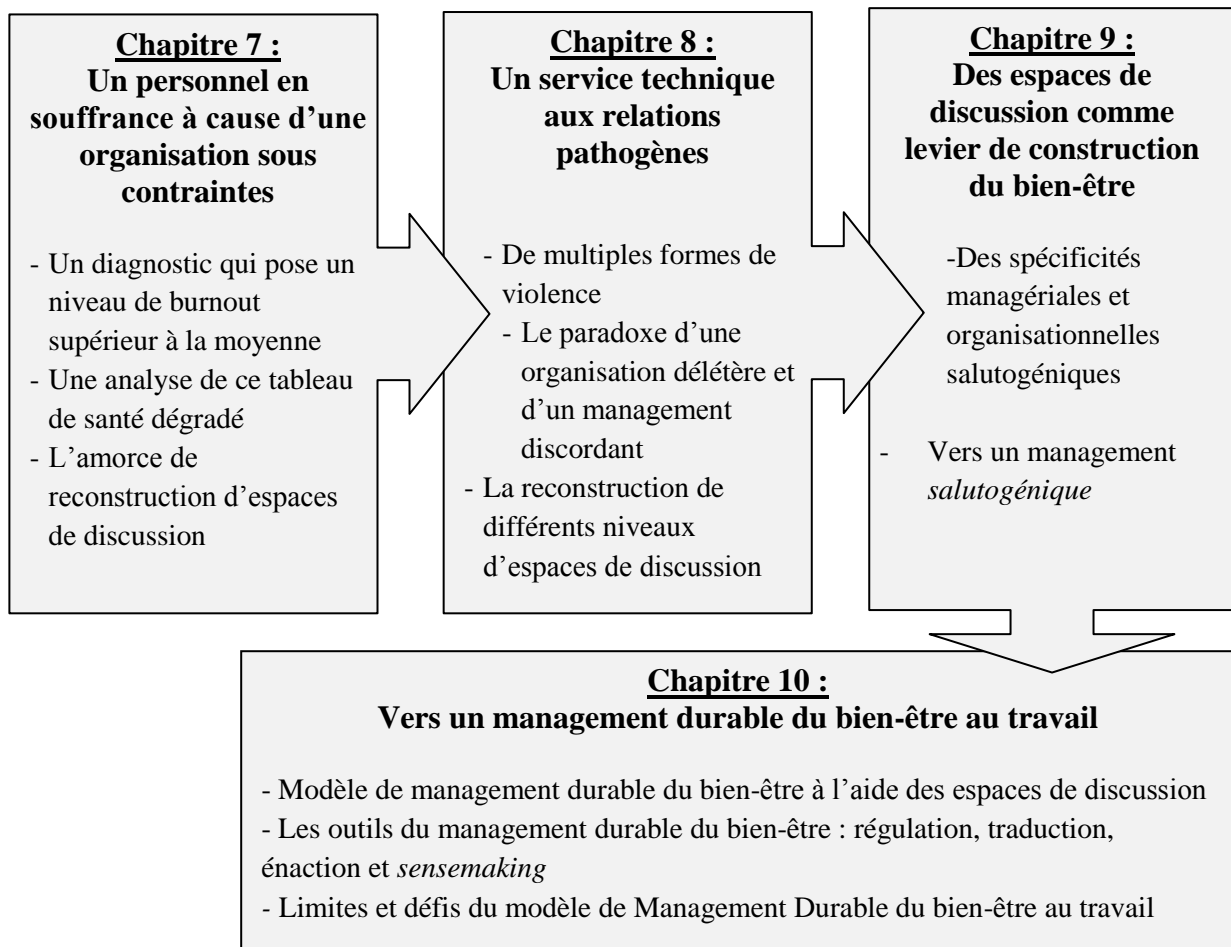 Chapitre 7 :
Un personnel en
souffrance à cause d’une
organisation sous
contraintes
- Un diagnostic qui pose un
niveau de burnout
supérieur à la moyenne
- Une analyse de ce tableau
de santé dégradé
- L’amorce de
reconstruction d’espaces
de discussion
Chapitre 8 :
Un service technique
aux relations
pathogènes
- De multiples formes de
violence
- Le paradoxe d’une
organisation délétère et
d’un management
discordant
- La reconstruction de
différents niveaux
d’espaces de discussion
Chapitre 9 :
Des espaces de
discussion comme
levier de construction
du bien-être
-Des spécificités
managériales et
organisationnelles
salutogéniques
- Vers un management
salutogénique
Chapitre 10 :
Vers un management durable du bien-être au travail
- Modèle de management durable du bien-être à l’aide des espaces de discussion
- Les outils du management durable du bien-être : régulation, traduction,
énaction et sensemaking
- Limites et défis du modèle de Management Durable du bien-être au travail